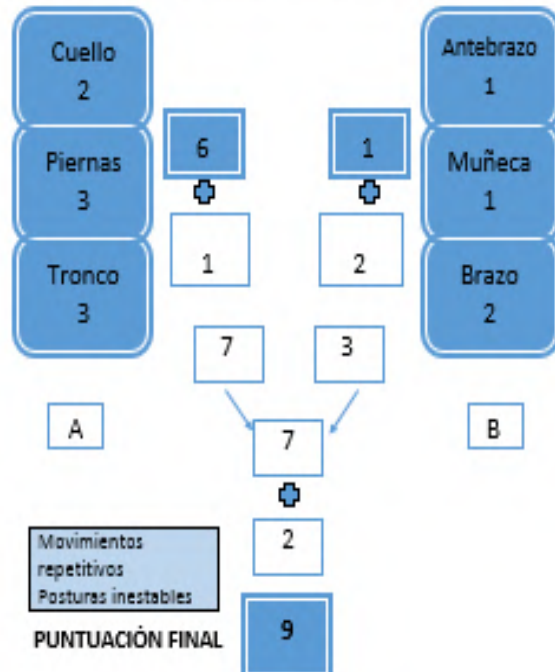 Cuello
2
Piernas
3
Tronco
3
A
6
1
7
1
2
3
Antebrazo
1
Muñeca
1
Brazo
2
B
7
2
Movimientos
repetitivos
Posturas inestables
PUNTUACIÓN FINAL
9